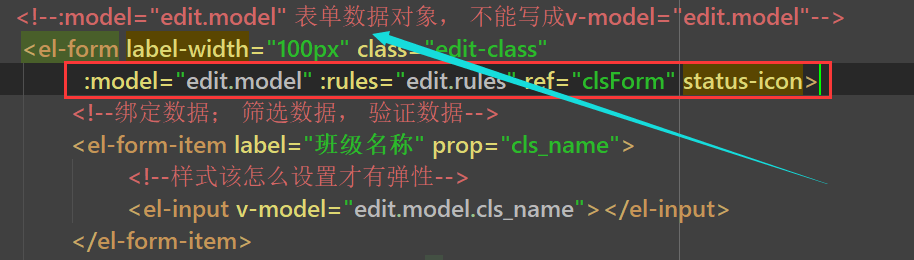 <!--:model="edit.model" 表单数据对象， 不能写成v-model="edit.model"-->
<el-form label-width="100px" class="edit-class"
:model="edit.model" :rules="edit.rules" ref="clsForm" status-icon>
<!--绑定数据； 筛选数据， 验证数据-->
<el-form-item label="班级名称" prop="cls_name">
<!--样式该怎么设置才有弹性-->
<el-input v-model="edit.model.cls_name"></el-input>
</el-form-item>